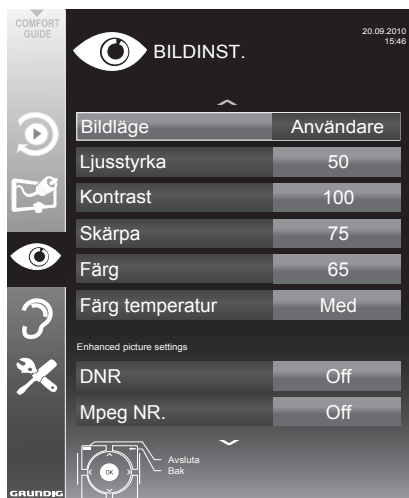 COMFORT
GUIDE
BILDINST.
20.09.2010
15:46
Bildläge Användare
Ljusstyrka 50
Kontrast 100
Skärpa 75
Färg 65
Färg temperatur Med
Enhanced picture settings
DNR Off
Mpeg NR. Off
Avsluta
Bak
OK
GRUNDIG